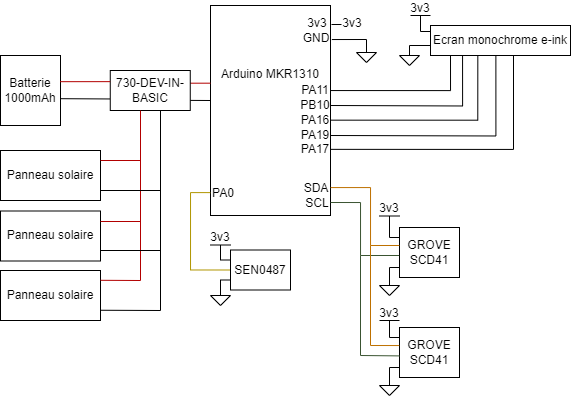 3v3
3v3
3v3
GND
Ecran monochrome e-ink
Batterie
1000mAh
730-DEV-IN-
BASIC
Arduino MKR1310
PA11
PB10
PA16
PA19
PA17
Panneau solaire
PA0
SDA
SCL
Panneau solaire
3v3
SEN0487
3v3
GROVE
SCD41
Panneau solaire
3v3
GROVE
SCD41